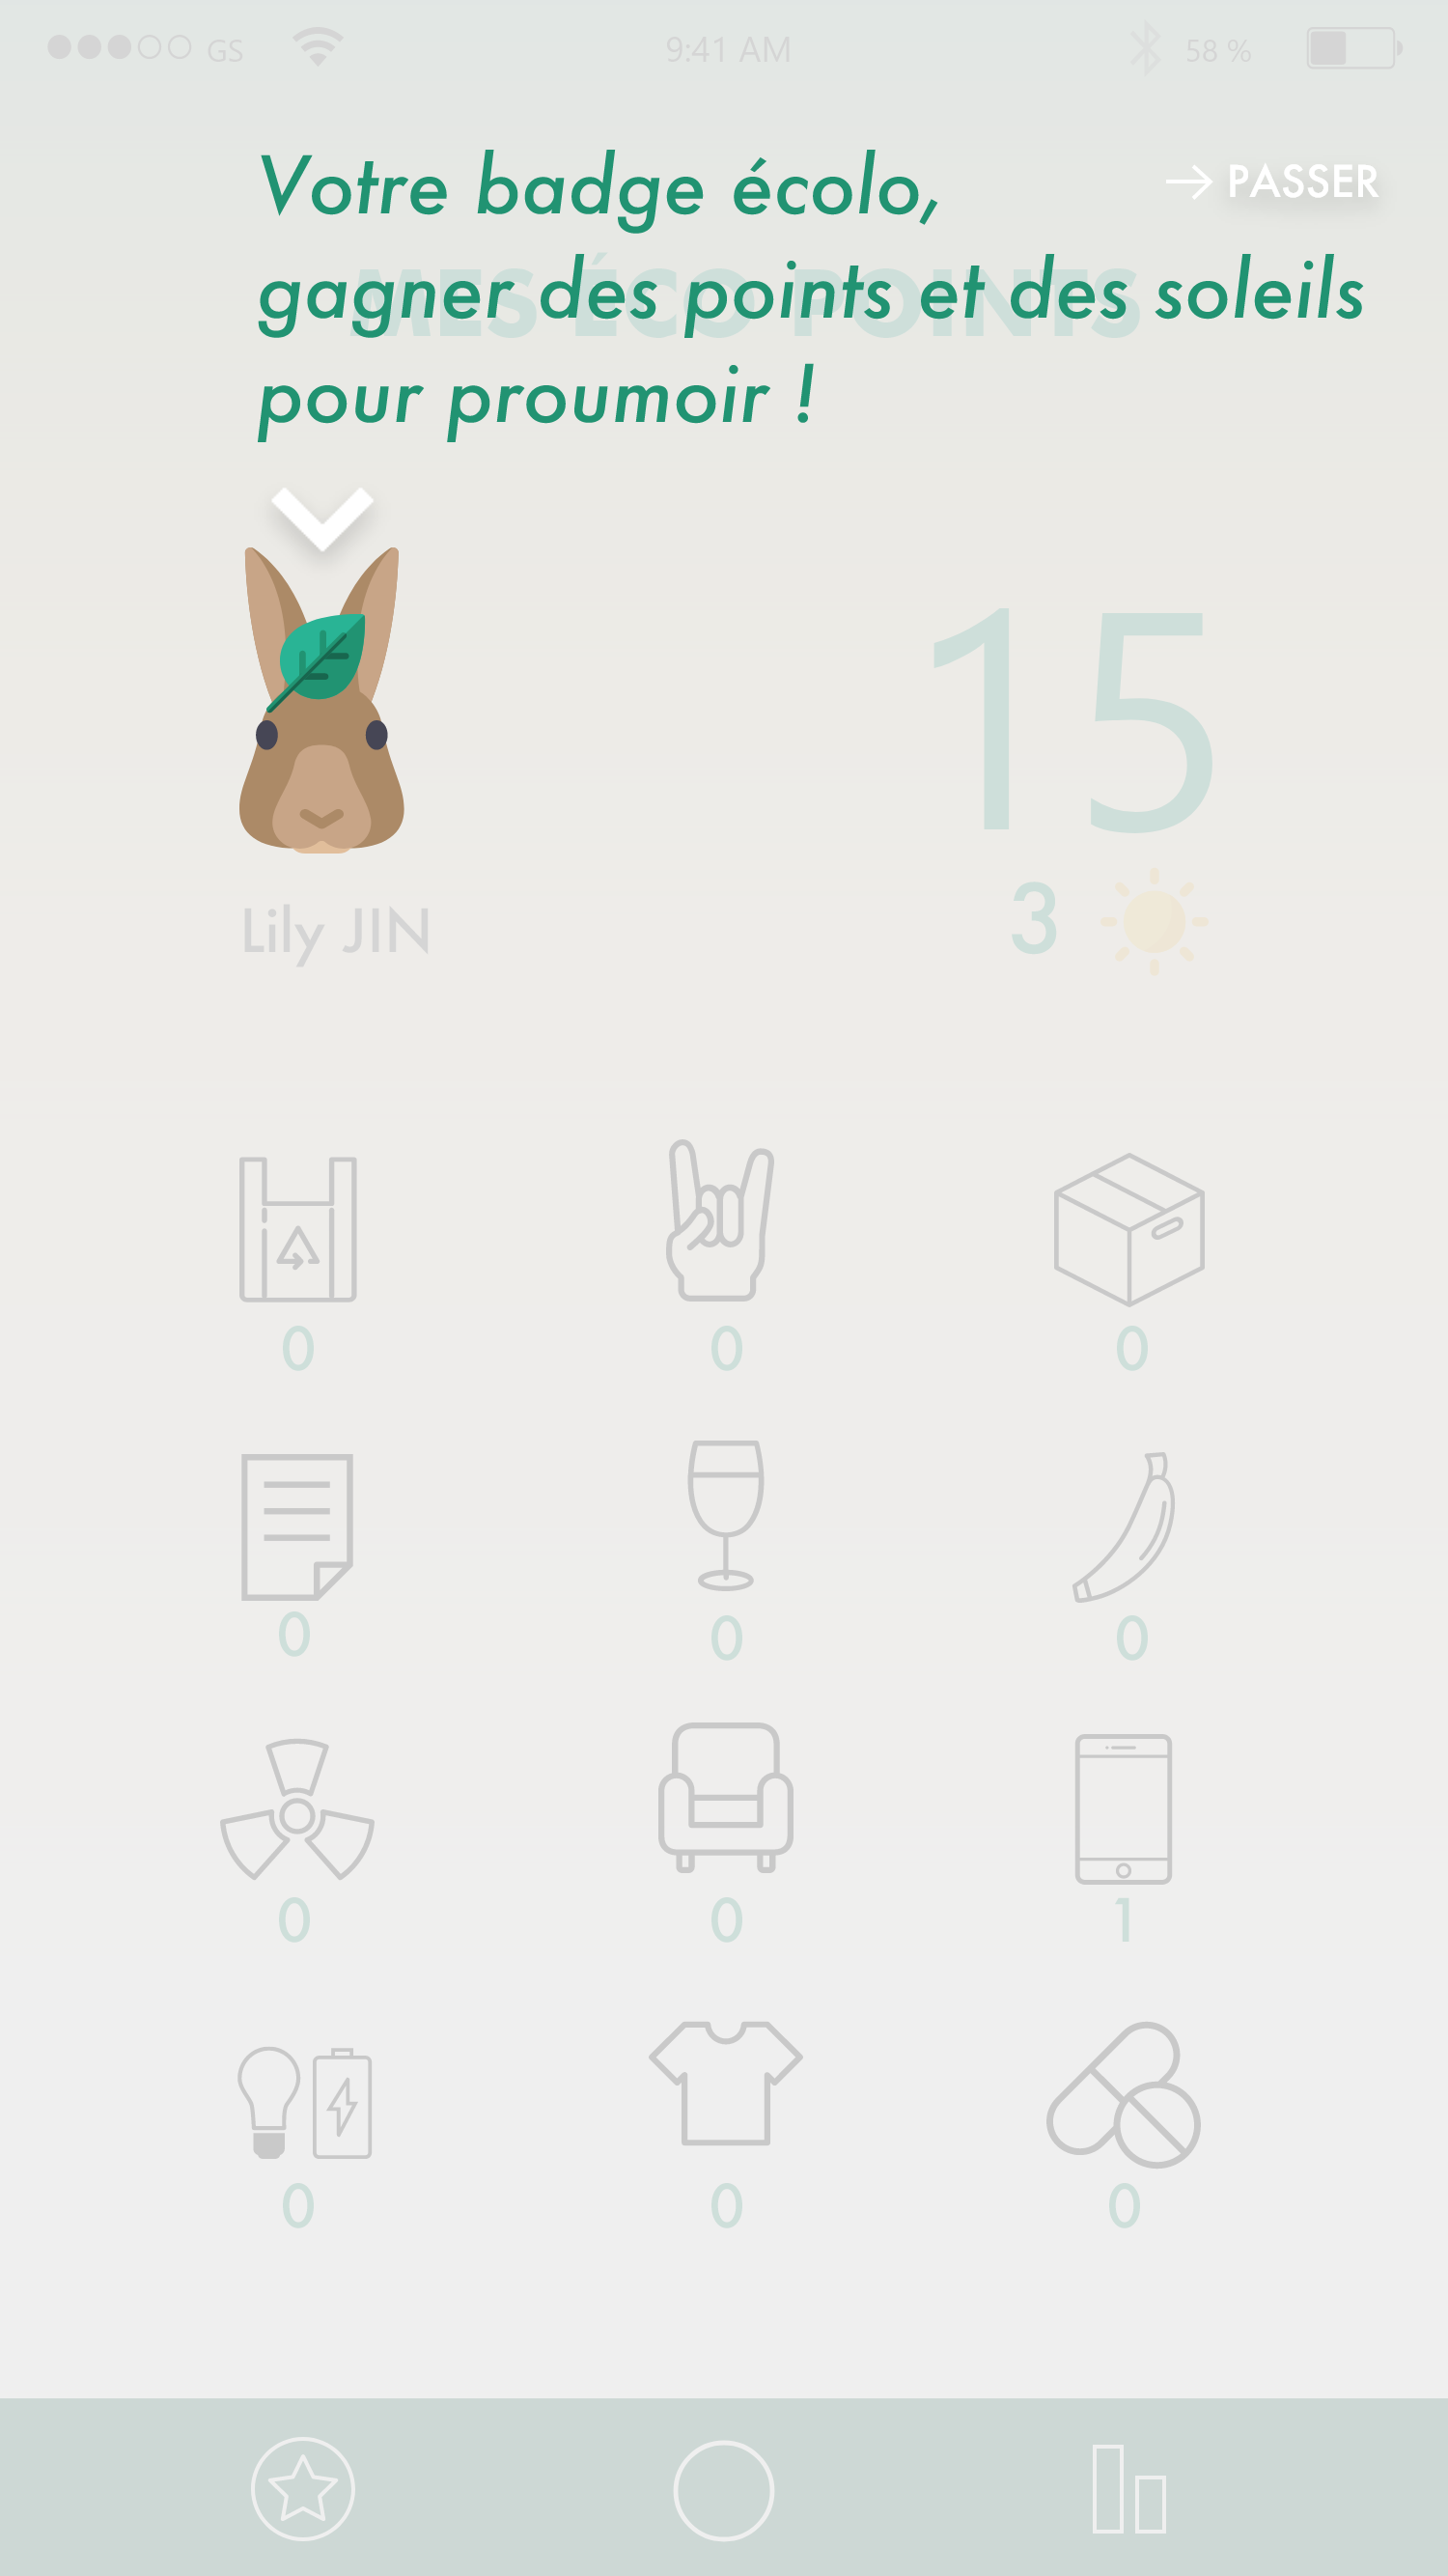 GS 9:41 AM 58 %
Votre badge écolo,
→ PASSER
MES ÉCO POINTS
gagner des points et des soleils
pour proumoir !
15
3
Lily JIN
0 0 0
0 0 0
0 0 1
0 0 0